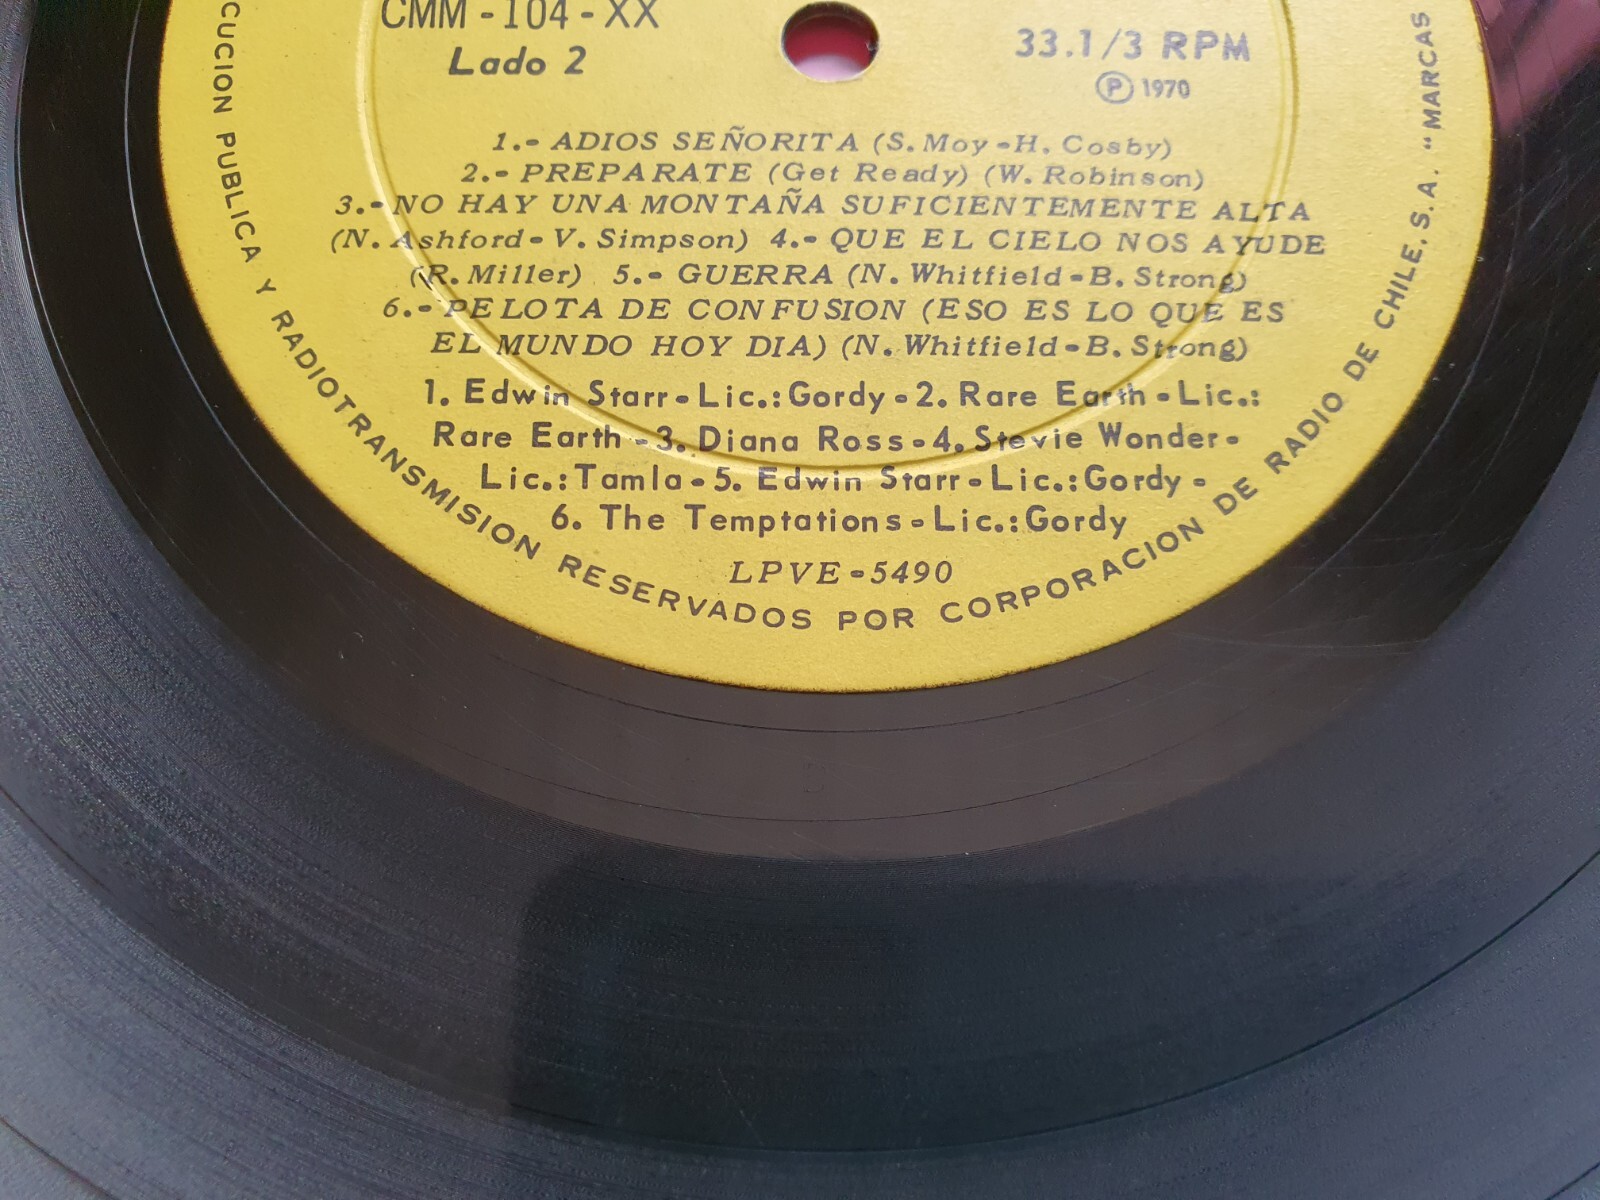 CMM-104-XX
Lado 2
33.1/3 RPM
Ⓟ 1970
1.- ADIOS SEÑORITA (S. Moy-H. Cosby)
2.- PREPARATE (Get Ready) (W. Robinson)
3.- NO HAY UNA MONTAÑA SUFICIENTEMENTE ALTA
(N. Ashford- V. Simpson) 4.- QUE EL CIELO NOS AYUDE
(R. Miller) 5.- GUERRA (N. Whitfield-B. Strong)
6.- PELOTA DE CONFUSION (ESO ES LO QUE ES
EL MUNDO HOY DIA) (N. Whitfield-B. Strong)
1. Edwin Starr-Lic.: Gordy-2. Rare Earth-Lic.:
Rare Earth-3. Diana Ross-4. Stevie Wonder-
Lic.: Tamla-5. Edwin Starr-Lic.: Gordy-
6. The Temptations-Lic.: Gordy
LPVE-5490
PUBLICA Y RADIOTRANSMISION RESERVADOS POR CORPORACION DE RADIO DE CHILE, S.A. "MARCAS